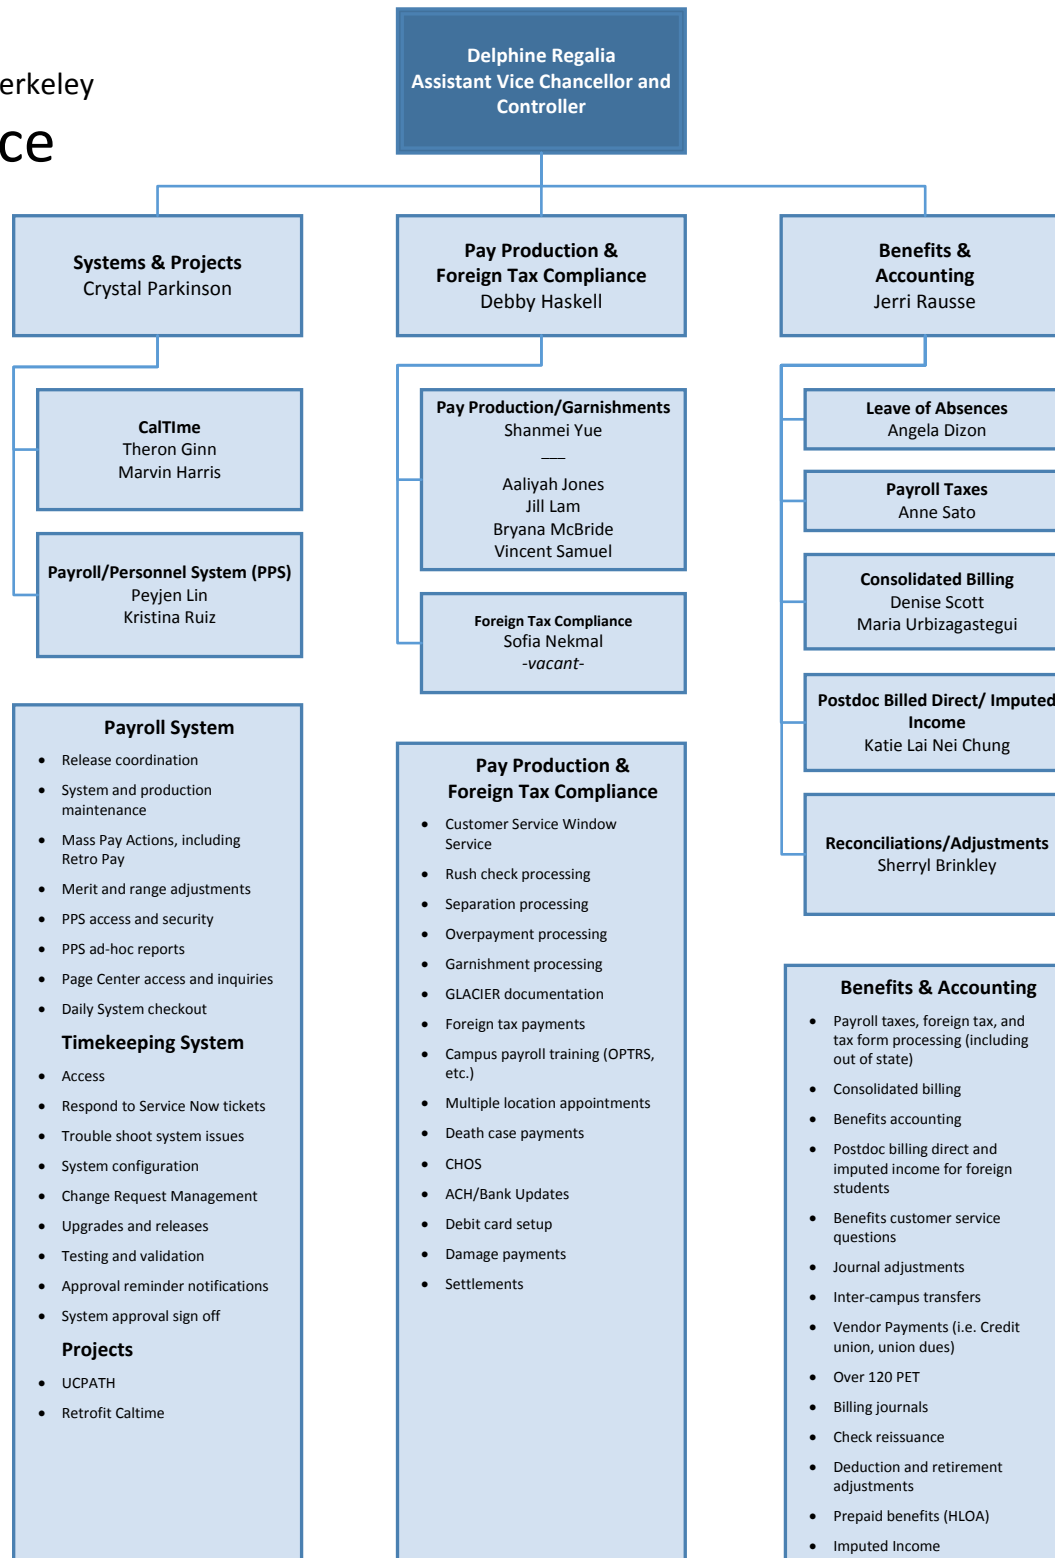 erkeley
ce
Delphine Regalia
Assistant Vice Chancellor and
Controller
Systems & Projects
Crystal Parkinson
CalTIme
Theron Ginn
Marvin Harris
Payroll/Personnel System (PPS)
Peyjen Lin
Kristina Ruiz
Payroll System
• Release coordination
• System and production
maintenance
• Mass Pay Actions, including
Retro Pay
• Merit and range adjustments
• PPS access and security
• PPS ad-hoc reports
• Page Center access and inquiries
• Daily System checkout
Timekeeping System
• Access
• Respond to Service Now tickets
• Trouble shoot system issues
• System configuration
• Change Request Management
• Upgrades and releases
• Testing and validation
• Approval reminder notifications
• System approval sign off
Projects
• UCPATH
• Retrofit Caltime
Pay Production &
Foreign Tax Compliance
Debby Haskell
Pay Production/Garnishments
Shanmei Yue
___
Aaliyah Jones
Jill Lam
Bryana McBride
Vincent Samuel
Foreign Tax Compliance
Sofia Nekmal
-vacant-
Pay Production &
Foreign Tax Compliance
• Customer Service Window
Service
• Rush check processing
• Separation processing
• Overpayment processing
• Garnishment processing
• GLACIER documentation
• Foreign tax payments
• Campus payroll training (OPTRS,
etc.)
• Multiple location appointments
• Death case payments
• CHOS
• ACH/Bank Updates
• Debit card setup
• Damage payments
• Settlements
Benefits &
Accounting
Jerri Rausse
Leave of Absences
Angela Dizon
Payroll Taxes
Anne Sato
Consolidated Billing
Denise Scott
Maria Urbizagastegui
Postdoc Billed Direct/ Imputed
Income
Katie Lai Nei Chung
Reconciliations/Adjustments
Sherryl Brinkley
Benefits & Accounting
• Payroll taxes, foreign tax, and
tax form processing (including
out of state)
• Consolidated billing
• Benefits accounting
• Postdoc billing direct and
imputed income for foreign
students
• Benefits customer service
questions
• Journal adjustments
• Inter-campus transfers
• Vendor Payments (i.e. Credit
union, union dues)
• Over 120 PET
• Billing journals
• Check reissuance
• Deduction and retirement
adjustments
• Prepaid benefits (HLOA)
• Imputed Income